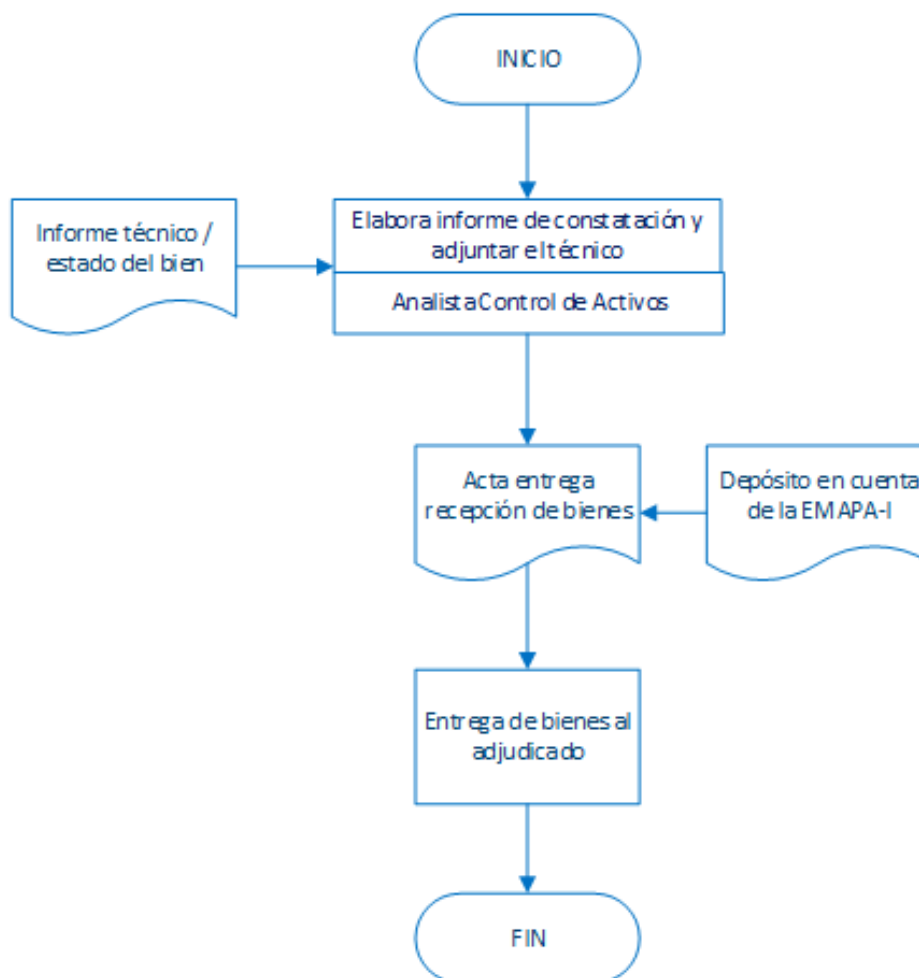 INICIO
Informe técnico /
estado del bien
Elabora informe de constatación y
adjuntar el técnico
Analista Control de Activos
Acta entrega
recepción de bienes
Depósito en cuenta
de la EMAPA-I
Entrega de bienes al
adjudicado
FIN